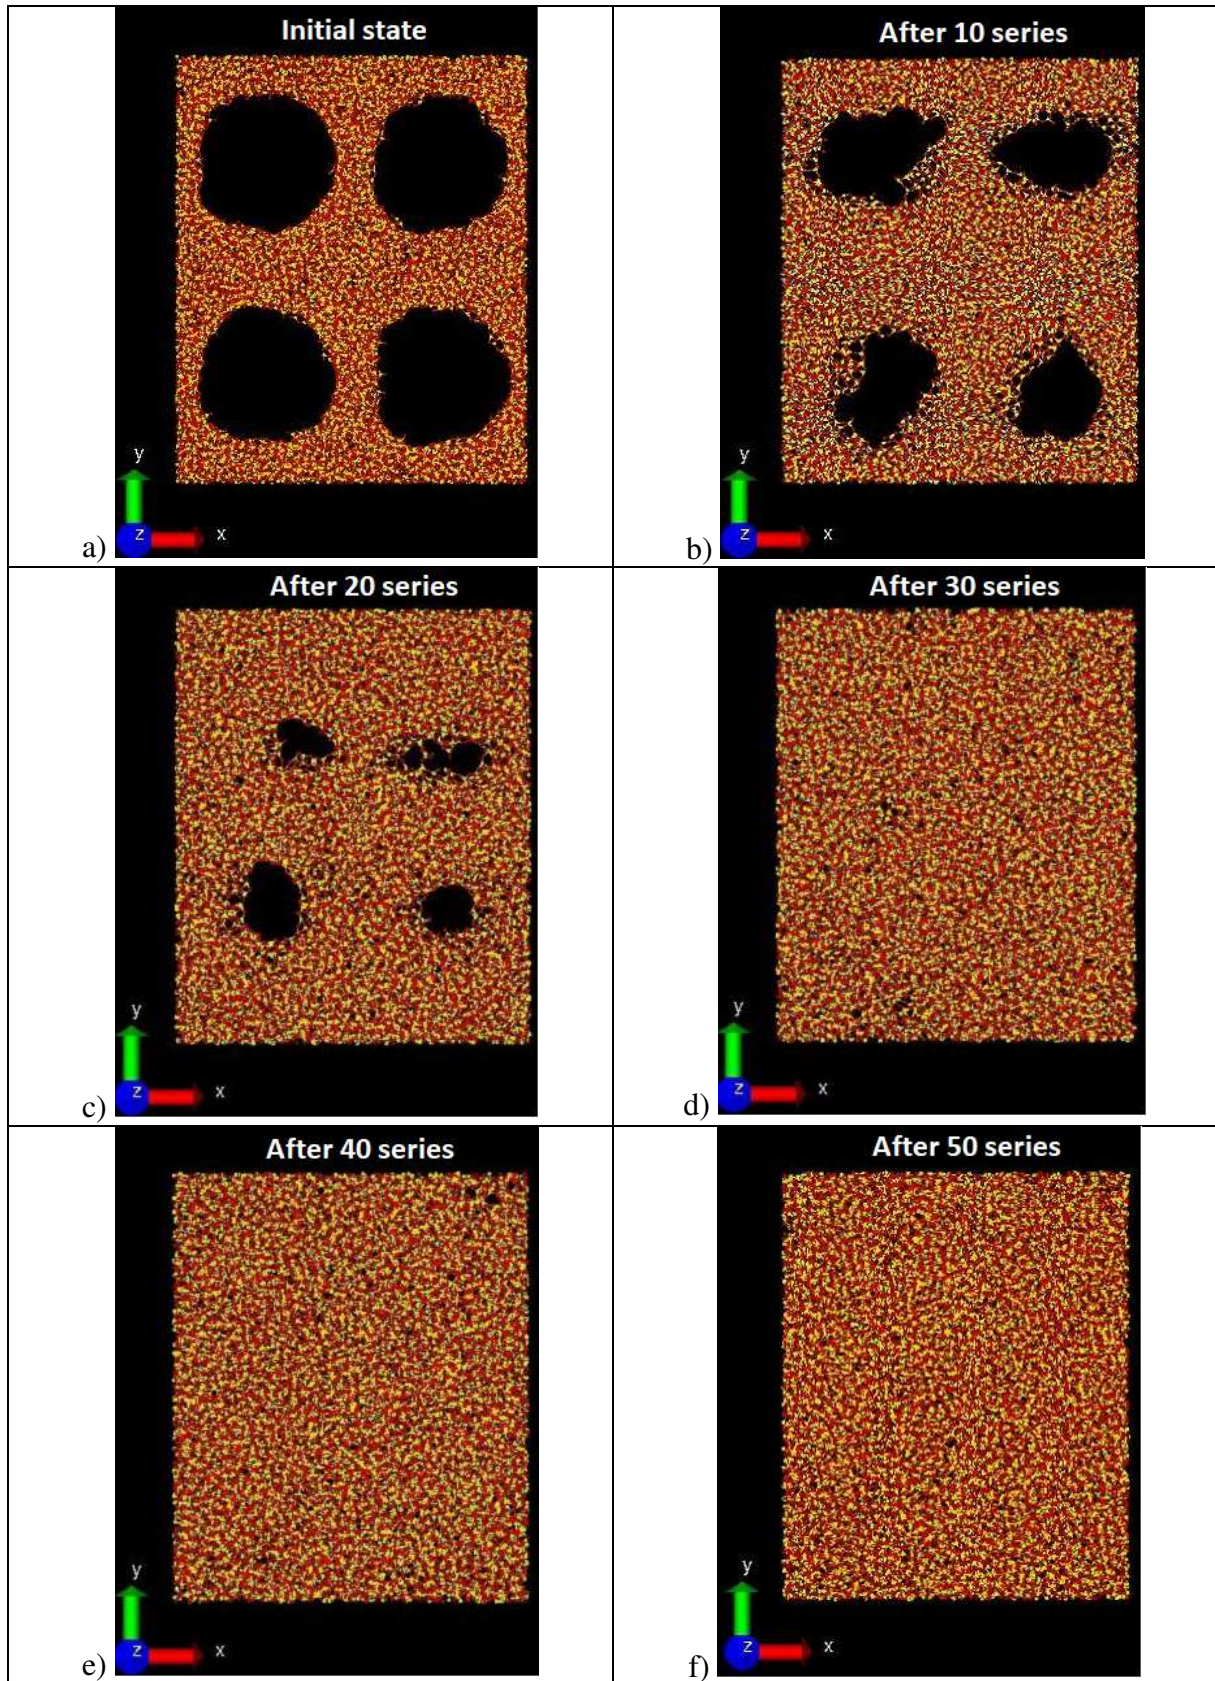 Initial state
y
z
x
a)
After 10 series
y
z
x
b)
After 20 series
y
z
x
c)
After 30 series
y
z
x
d)
After 40 series
y
z
x
e)
After 50 series
y
z
x
f)